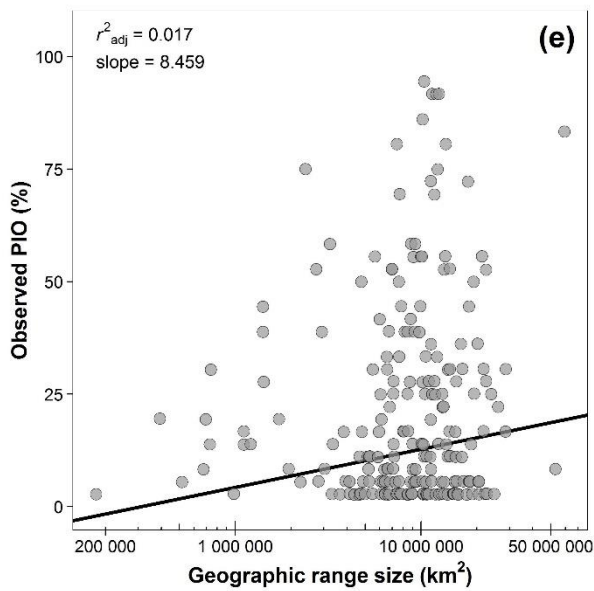 r²adj = 0.017
slope = 8.459
(e)
100
75
50
25
0
Observed PIO (%)
200 000
1 000 000
10 000 000
50 000 000
Geographic range size (km²)